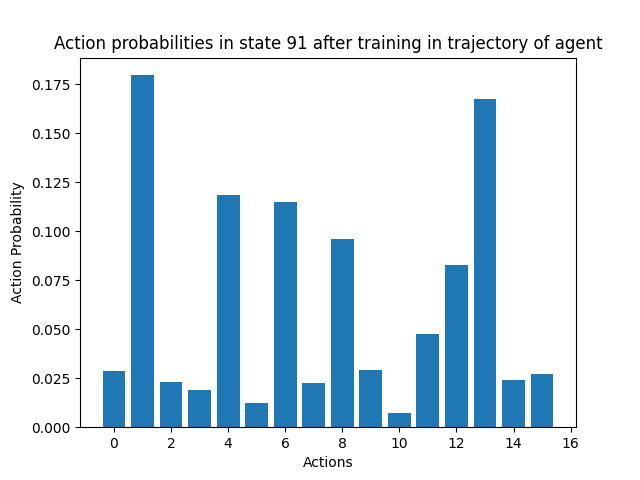 Action probabilities in state 91 after training in trajectory of agent
0.175
0.150
0.125
0.100
0.075
0.050
0.025
0.000
Action Probability
0 2 4 6 8 10 12 14 16
Actions